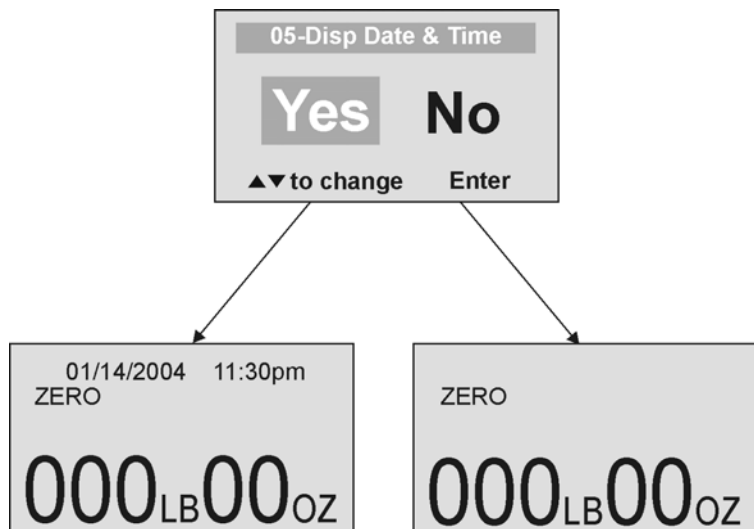 05-Disp Date & Time
Yes No
▲▼to change Enter
01/14/2004 11:30pm
ZERO
000LB00OZ
ZERO
000LB00OZ